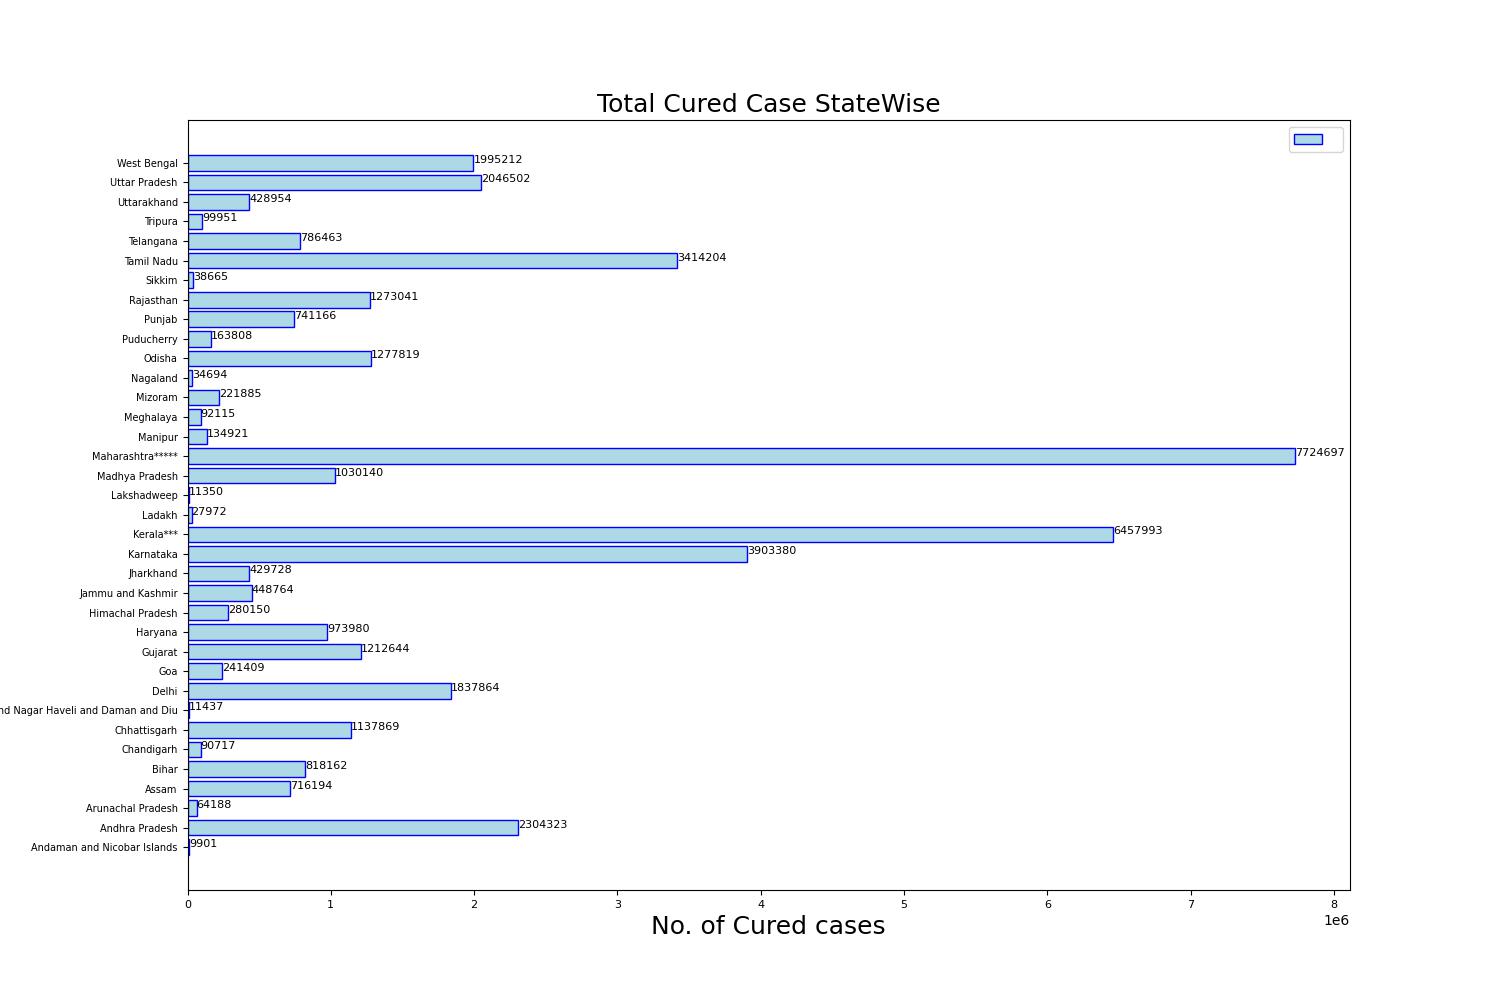 Total Cured Case StateWise
West Bengal 1995212
Uttar Pradesh 2046502
Uttarakhand 428954
Tripura 99951
Telangana 786463
Tamil Nadu 3414204
Sikkim 38665
Rajasthan 1273041
Punjab 741166
Puducherry 163808
Odisha 1277819
Nagaland 34694
Mizoram 221885
Meghalaya 92115
Manipur 134921
Maharashtra***** 7724697
Madhya Pradesh 1030140
Lakshadweep 11350
Ladakh 27972
Kerala*** 6457993
Karnataka 3903380
Jharkhand 429728
Jammu and Kashmir 448764
Himachal Pradesh 280150
Haryana 973980
Gujarat 1212644
Goa 241409
Delhi 1837864
nd Nagar Haveli and Daman and Diu 11437
Chhattisgarh 1137869
Chandigarh 90717
Bihar 818162
Assam 716194
Arunachal Pradesh 64188
Andhra Pradesh 2304323
Andaman and Nicobar Islands 9901
0 1 2 3 4 5 6 7 8
1e6
No. of Cured cases